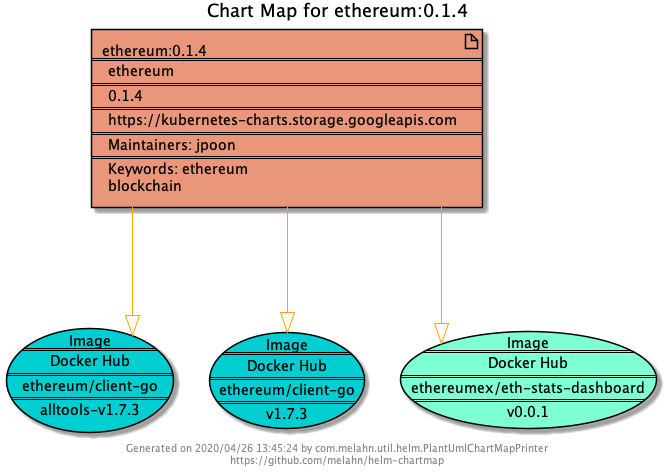 Chart Map for ethereum:0.1.4
ethereum:0.1.4
ethereum
0.1.4
https://kubernetes-charts.storage.googleapis.com
Maintainers: jpoon
Keywords: ethereum
blockchain
Image
Docker Hub
ethereum/client-go
alltools-v1.7.3
Image
Docker Hub
ethereum/client-go
v1.7.3
Image
Docker Hub
ethereumex/eth-stats-dashboard
v0.0.1
Generated on 2020/04/26 13:45:24 by com.melahn.util.helm.PlantUmlChartMapPrinter
https://github.com/melahn/helm-chartmap